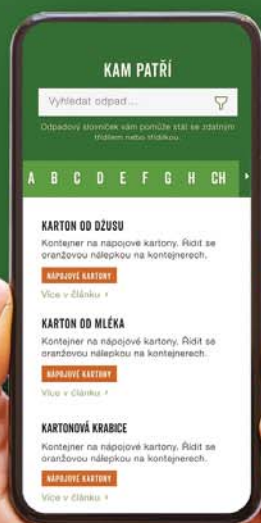 KAM PATŘÍ
Vyhledat odpad...
Odpadový slovníček vám pomůže stát se zdatným
třídičem nebo třídičkou.
A B C D E F G H CH
KARTON OD DŽUSU
Kontejner na nápojové kartony. Řídit se
oranžovou nálepkou na kontejnerech.
NÁPOJOVÉ KARTONY
Více v článku
KARTON OD MLÉKA
Kontejner na nápojové kartony. Řídit se
oranžovou nálepkou na kontejnerech.
NÁPOJOVÉ KARTONY
Více v článku
KARTONOVÁ KRABICE
Kontejner na nápojové kartony. Řídit se
oranžovou nálepkou na kontejnerech.
NÁPOJOVÉ KARTONY
Více v článku